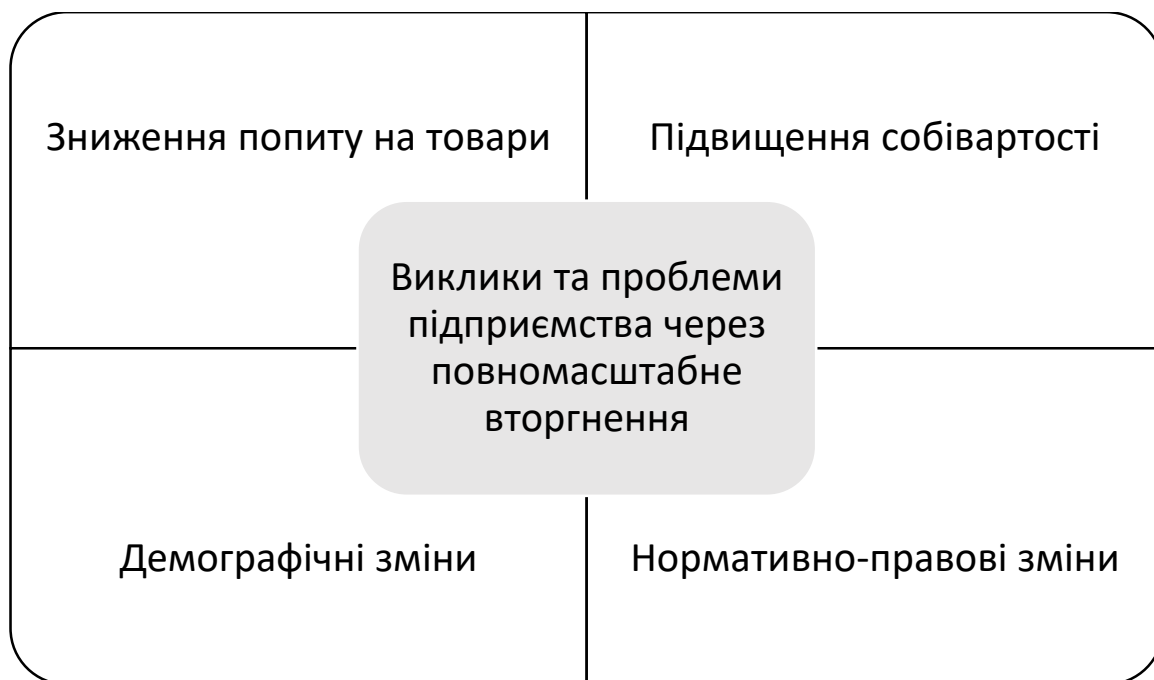 Зниження попиту на товари
Підвищення собівартості
Виклики та проблеми
підприємства через
повномасштабне
вторгнення
Демографічні зміни
Нормативно-правові зміни